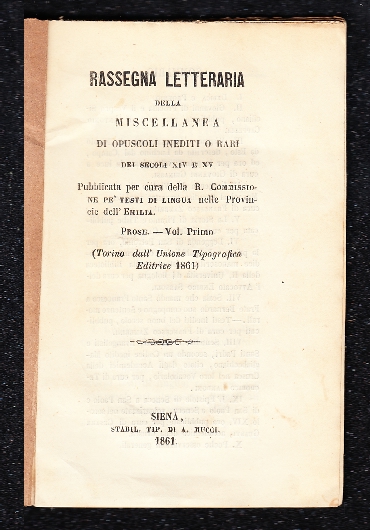 RASSEGNA LETTERARIA
DELLA
MISCELLANEA
DI OPUSCOLI INEDITI O RARI
DEI SECOLI XIV E XV
Pubblicata per cura della R. COMMISSIO-
NE PE' TESTI DI LINGUA nelle Provin-
cie dell' EMILIA.
PROSE. — Vol. Primo
(Torino dall' Unione Tipografica
Editrice 1861)
SIENA,
STABIL. TIP. DI A. MUCCI.
1861.